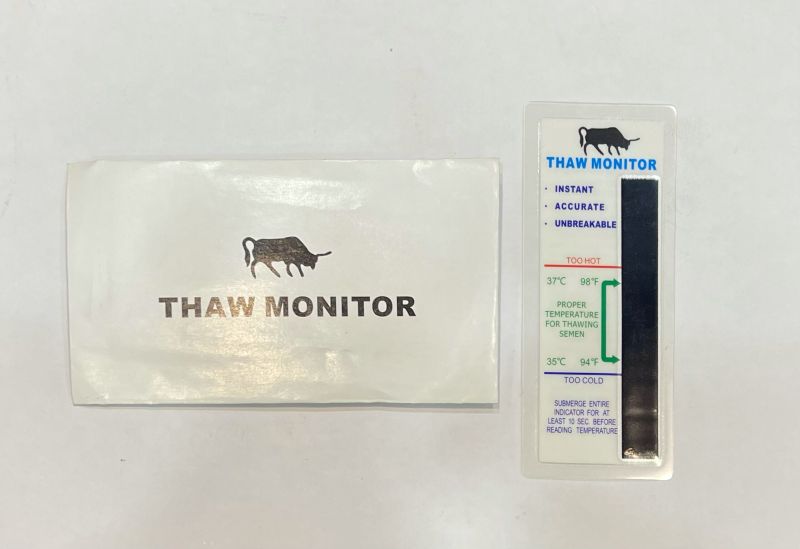 THAW MONITOR
THAW MONITOR
· INSTANT
· ACCURATE
· UNBREAKABLE
TOO HOT
37℃ 98°F
PROPER
TEMPERATURE
FOR THAWING
SEMEN
35℃ 94°F
TOO COLD
SUBMERGE ENTIRE
INDICATOR FOR AT
LEAST 10 SEC. BEFORE
READING TEMPERATURE